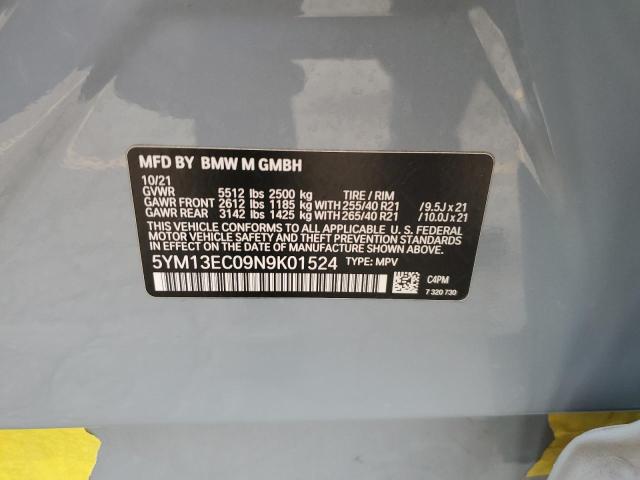 MFD BY BMW M GMBH
10/21
GVWR 5512 lbs 2500 kg TIRE / RIM
GAWR FRONT 2612 lbs 1185 kg WITH 255/40 R21 / 9.5J x 21
GAWR REAR 3142 lbs 1425 kg WITH 265/40 R21 / 10.0J x 21
THIS VEHICLE CONFORMS TO ALL APPLICABLE U.S. FEDERAL
MOTOR VEHICLE SAFETY AND THEFT PREVENTION STANDARDS
IN EFFECT ON THE DATE OF MANUFACTURE SHOWN ABOVE.
5YM13EC09N9K01524 TYPE: MPV
C4PM
7 320 730